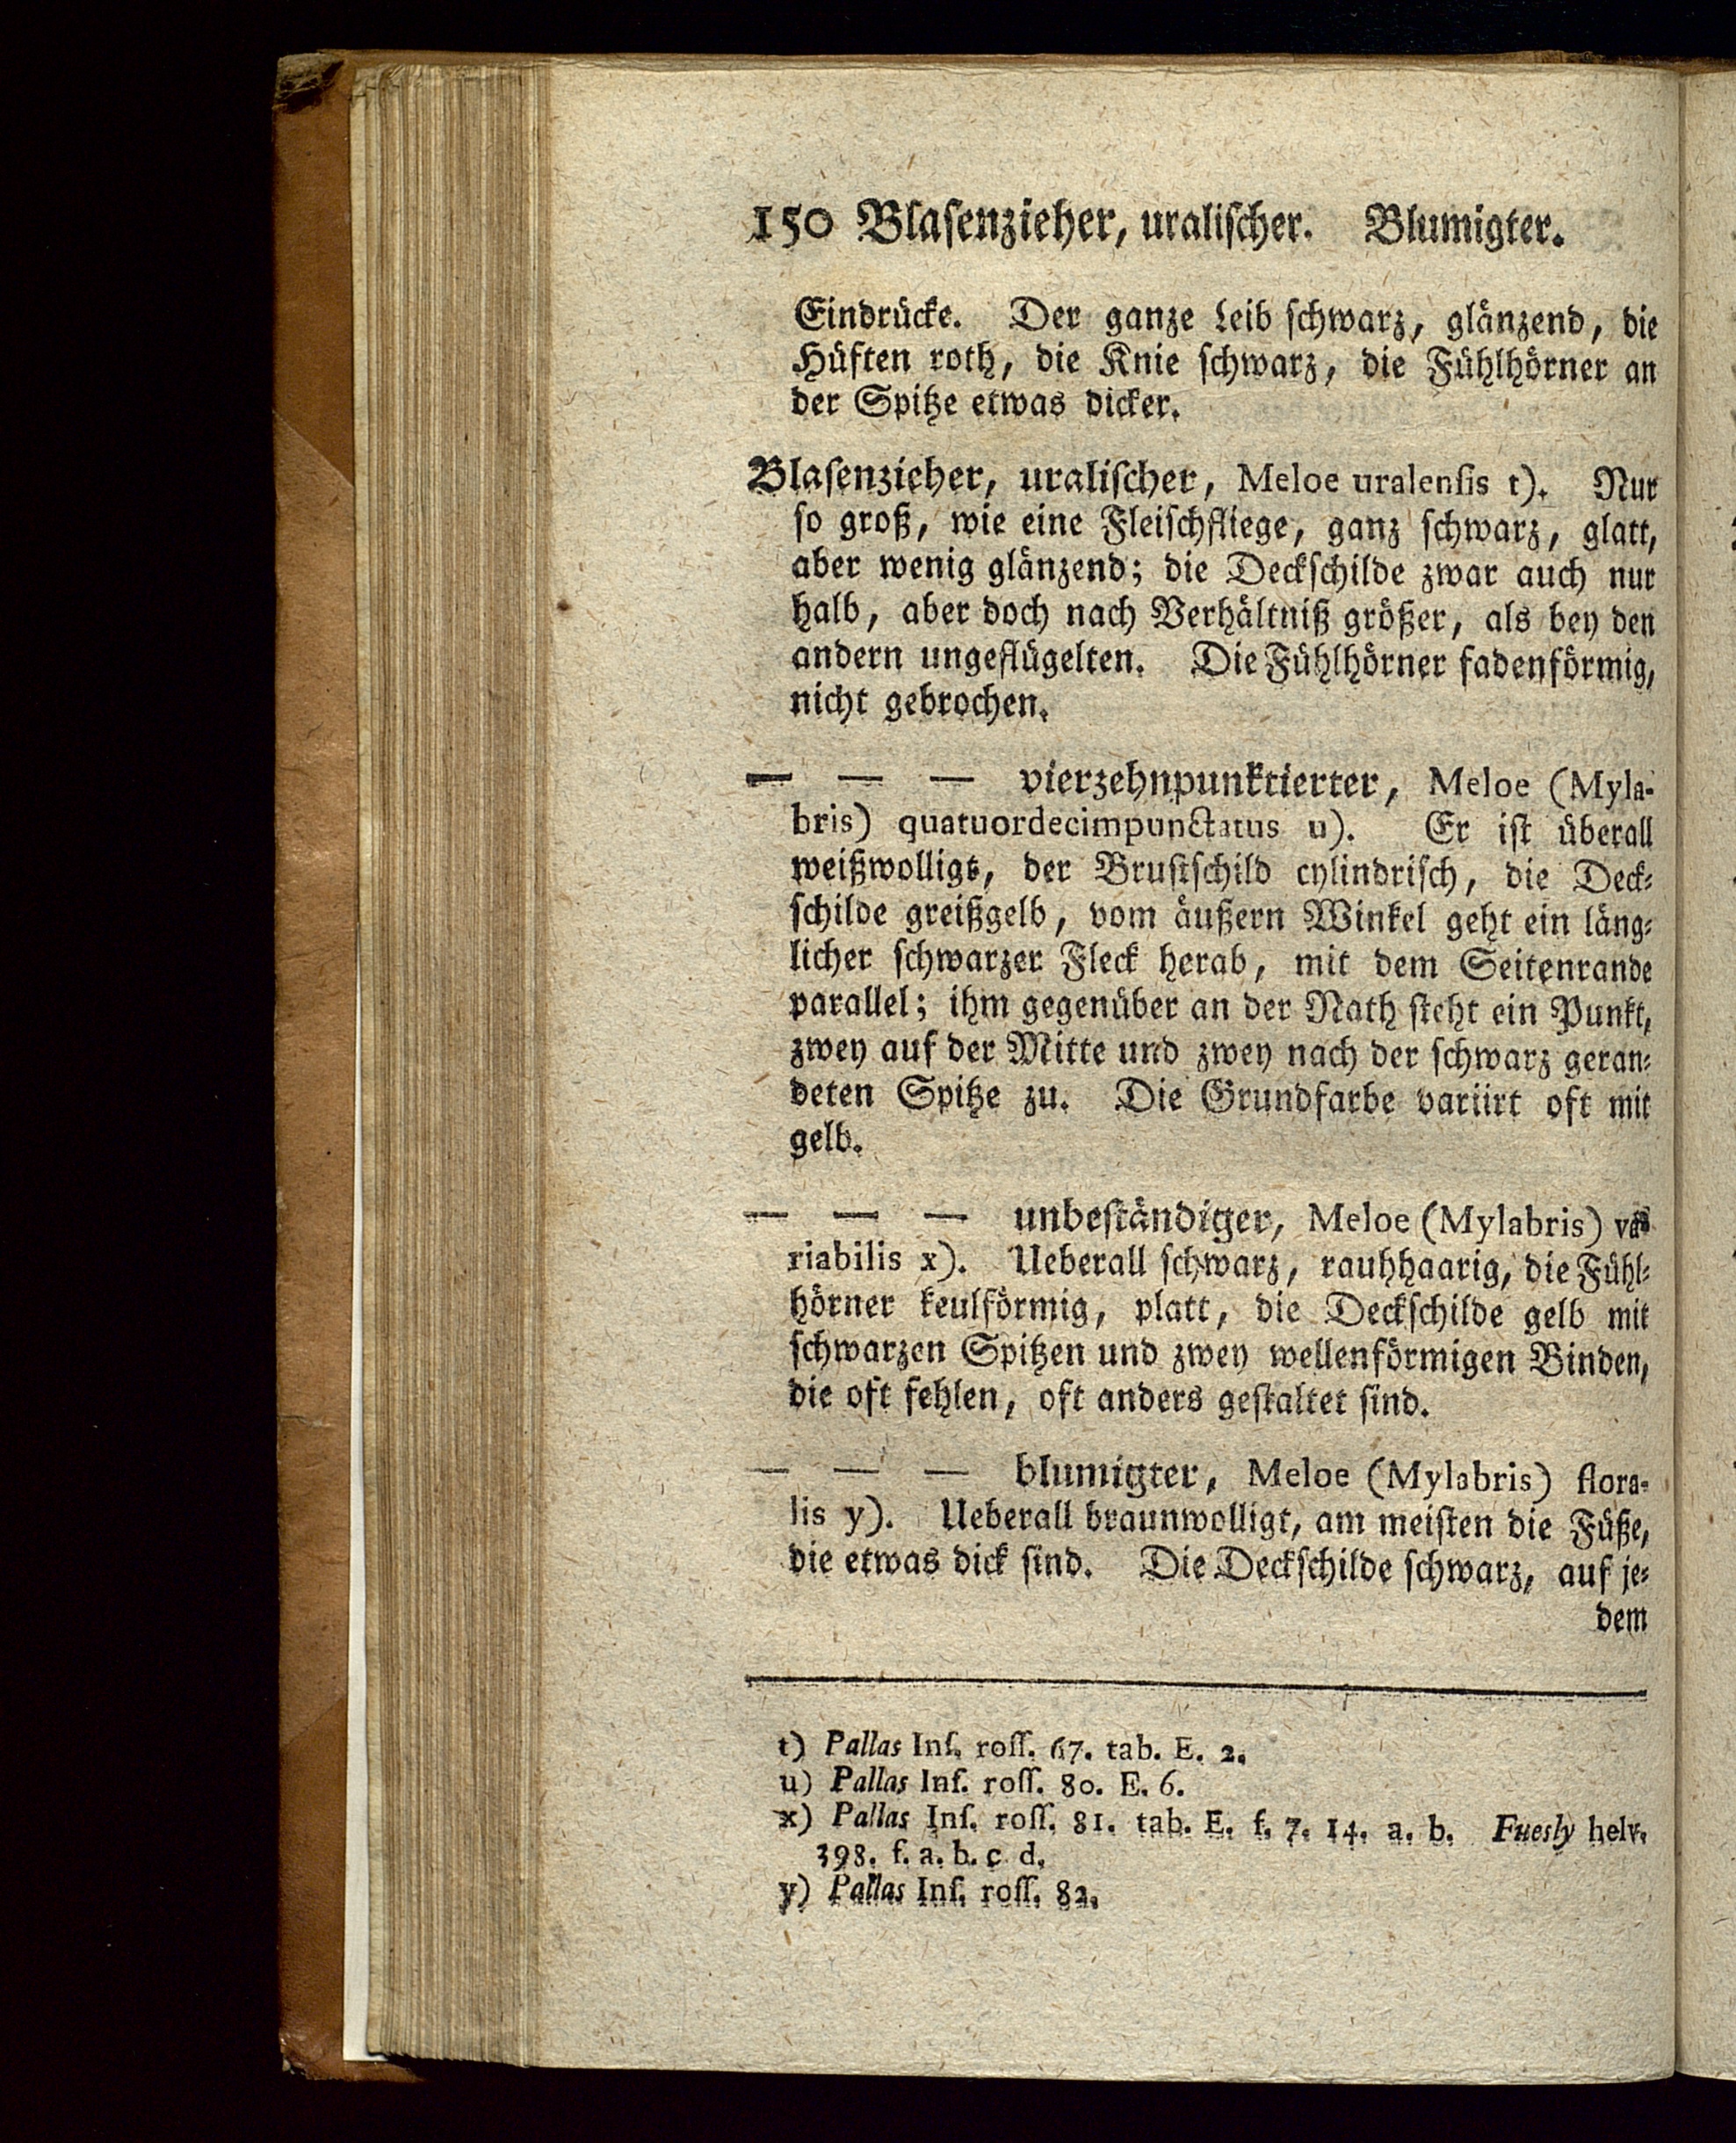 150 Blasenzieher, uralischer. Blumigter.
Eindrücke. Der ganze Leib schwarz, glänzend, die
Hüften roth, die Knie schwarz, die Fühlhörner an
der Spitze etwas dicker.
Blasenzieher, uralischer, Meloe uralensis t). Nur
so groß, wie eine Fleischfliege, ganz schwarz, glatt,
aber wenig glänzend; die Deckschilde zwar auch nur
halb, aber doch nach Verhältniß größer, als bey den
andern ungeflügelten. Die Fühlhörner fadenförmig,
nicht gebrochen.
— — — vierzehnpunktierter, Meloe (Myla-
bris) quatuordecimpunctatus u). Er ist überall
weißwolligt, der Brustschild cylindrisch, die Deck-
schilde greißgelb, vom äußern Winkel geht ein läng-
licher schwarzer Fleck herab, mit dem Seitenrande
parallel; ihm gegenüber an der Nath steht ein Punkt,
zwey auf der Mitte und zwey nach der schwarz geran-
deten Spitze zu. Die Grundfarbe variirt oft mit
gelb.
— — — unbeständiger, Meloe (Mylabris) va-
riabilis x). Ueberall schwarz, rauhhaarig, die Fühl-
hörner keulförmig, platt, die Deckschilde gelb mit
schwarzen Spitzen und zwey wellenförmigen Binden,
die oft fehlen, oft anders gestaltet sind.
— — — blumigter, Meloe (Mylabris) flora-
lis y). Ueberall braunwolligt, am meisten die Füße,
die etwas dick sind. Die Deckschilde schwarz, auf je-
dem
t) Pallas Inſ. roſſ. 67. tab. E. 2.
u) Pallas Inſ. roſſ. 80. E. 6.
x) Pallas Inſ. roſſ. 81. tab. E. f. 7. 14. a. b. Fuesly helv.
398. f. a. b. c d.
y) Pallas Inſ. roſſ. 82.